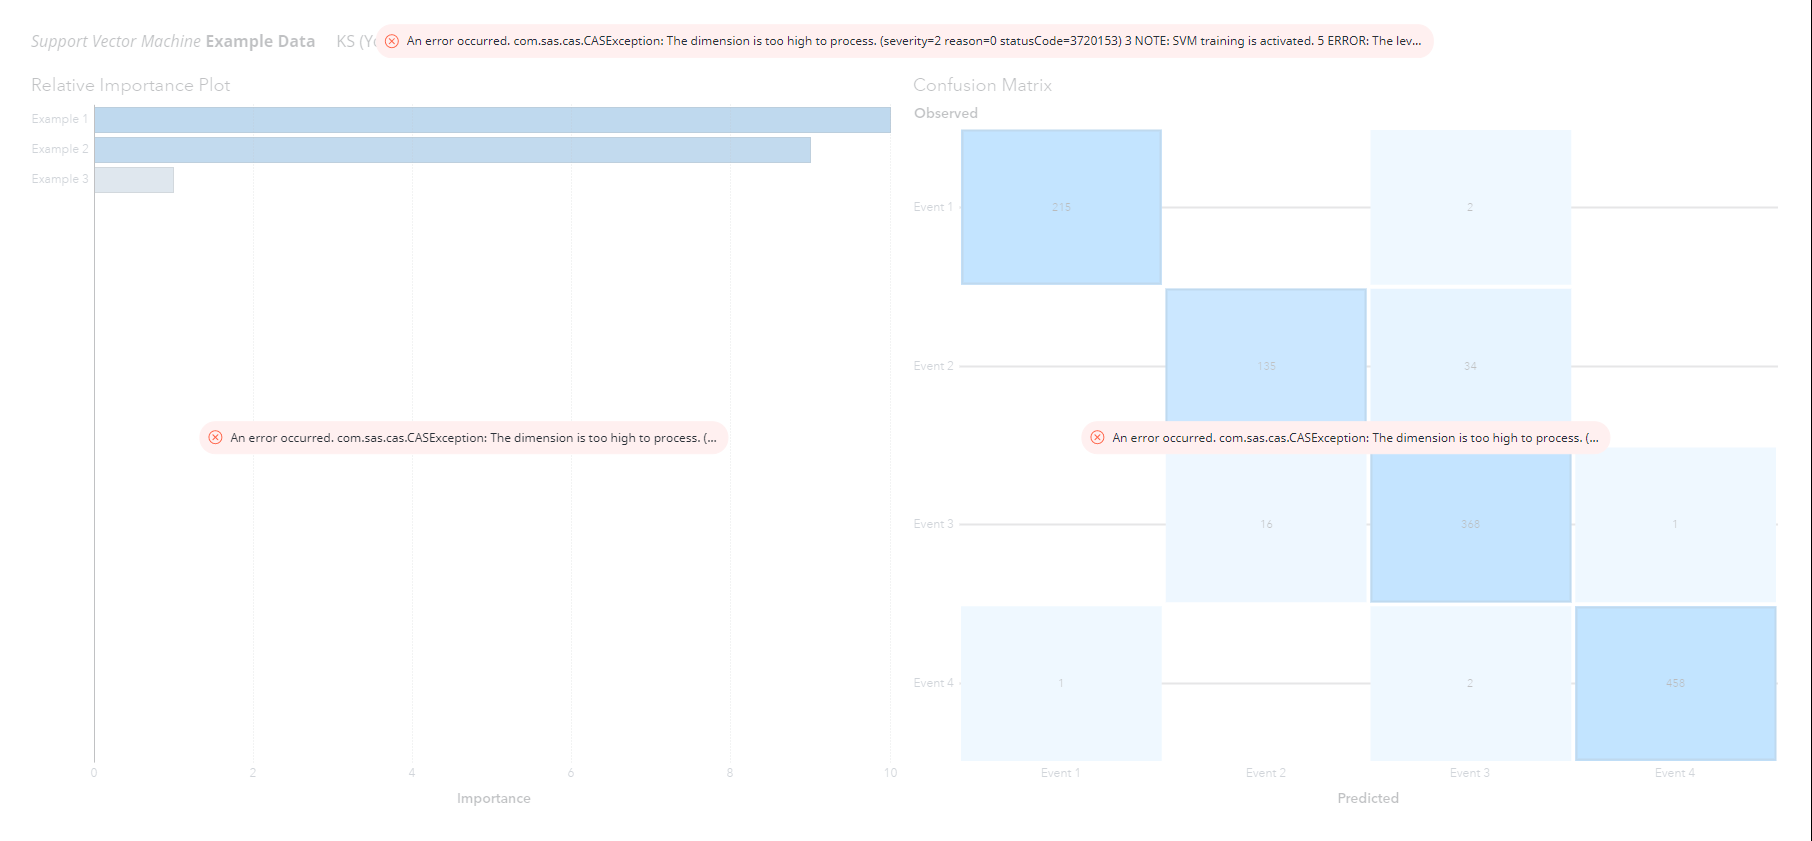 Support Vector Machine Example Data KS
An error occurred. com.sas.cas.CASException: The dimension is too high to process. (severity=2 reason=0 statusCode=3720153) 3 NOTE: SVM training is activated. 5 ERROR: The lev...
Relative Importance Plot
Example 1
Example 2
Example 3
An error occurred. com.sas.cas.CASException: The dimension is too high to process. (...
0 2 4 6 8 10
Importance
Confusion Matrix
Observed
Event 1 215 2
Event 2 135 34
An error occurred. com.sas.cas.CASException: The dimension is too high to process. (...
Event 3 16 368 1
Event 4 1 2 458
Event 1 Event 2 Event 3 Event 4
Predicted